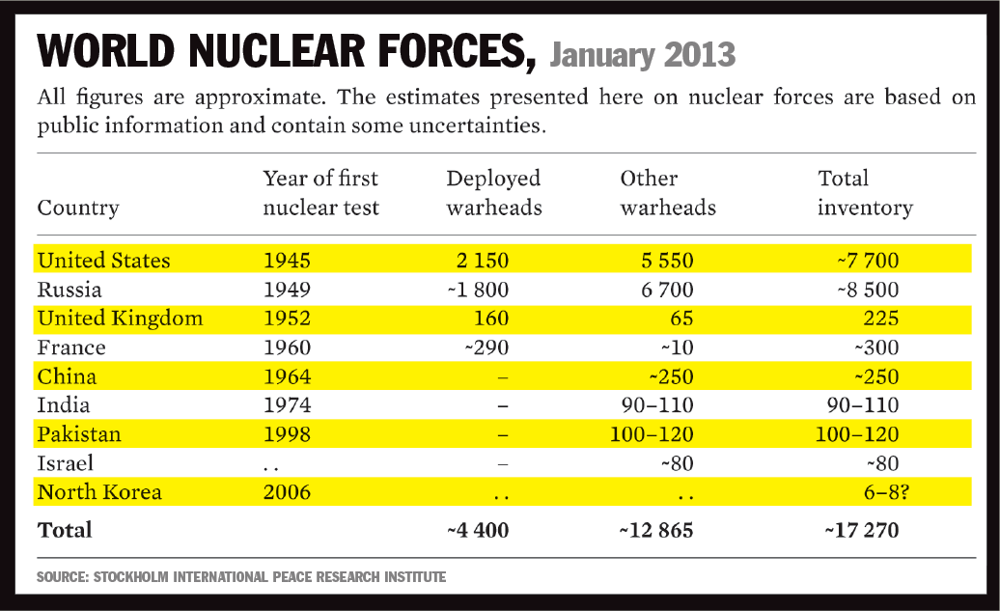 WORLD NUCLEAR FORCES, January 2013
All figures are approximate. The estimates presented here on nuclear forces are based on
public information and contain some uncertainties.
Country Year of first nuclear test Deployed warheads Other warheads Total inventory
United States 1945 2 150 5 550 ~7 700
Russia 1949 ~1 800 6 700 ~8 500
United Kingdom 1952 160 65 225
France 1960 ~290 ~10 ~300
China 1964 – ~250 ~250
India 1974 – 90–110 90–110
Pakistan 1998 – 100–120 100–120
Israel . . – ~80 ~80
North Korea 2006 . . . . 6–8?
Total ~4 400 ~12 865 ~17 270
SOURCE: STOCKHOLM INTERNATIONAL PEACE RESEARCH INSTITUTE